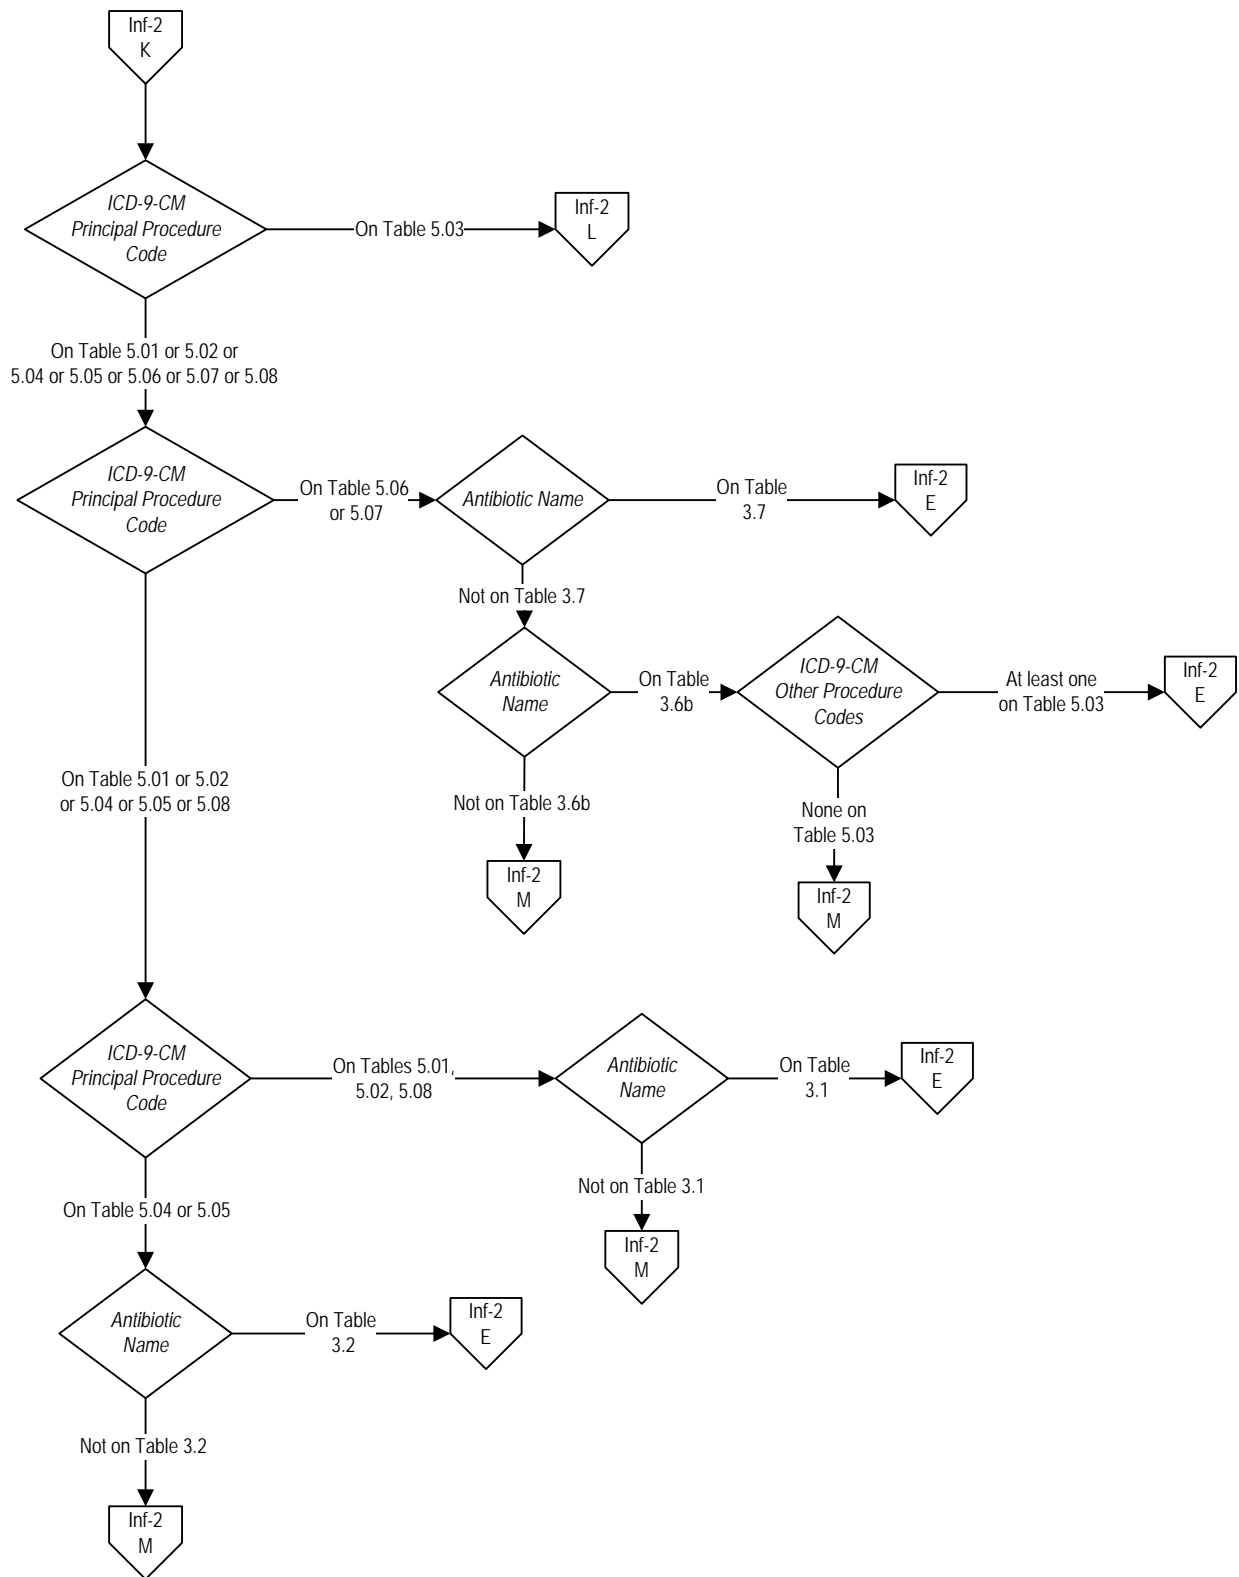 Inf-2
K
ICD-9-CM
Principal Procedure
Code
On Table 5.03
Inf-2
L
On Table 5.01 or 5.02 or
5.04 or 5.05 or 5.06 or 5.07 or 5.08
ICD-9-CM
Principal Procedure
Code
On Table 5.06
or 5.07
Antibiotic Name
On Table
3.7
Inf-2
E
Not on Table 3.7
Antibiotic
Name
On Table
3.6b
ICD-9-CM
Other Procedure
Codes
At least one
on Table 5.03
Inf-2
E
On Table 5.01 or 5.02
or 5.04 or 5.05 or 5.08
Not on Table 3.6b
Inf-2
M
None on
Table 5.03
Inf-2
M
ICD-9-CM
Principal Procedure
Code
On Tables 5.01,
5.02, 5.08
Antibiotic
Name
On Table
3.1
Inf-2
E
Not on Table 3.1
Inf-2
M
On Table 5.04 or 5.05
Antibiotic
Name
On Table
3.2
Inf-2
E
Not on Table 3.2
Inf-2
M